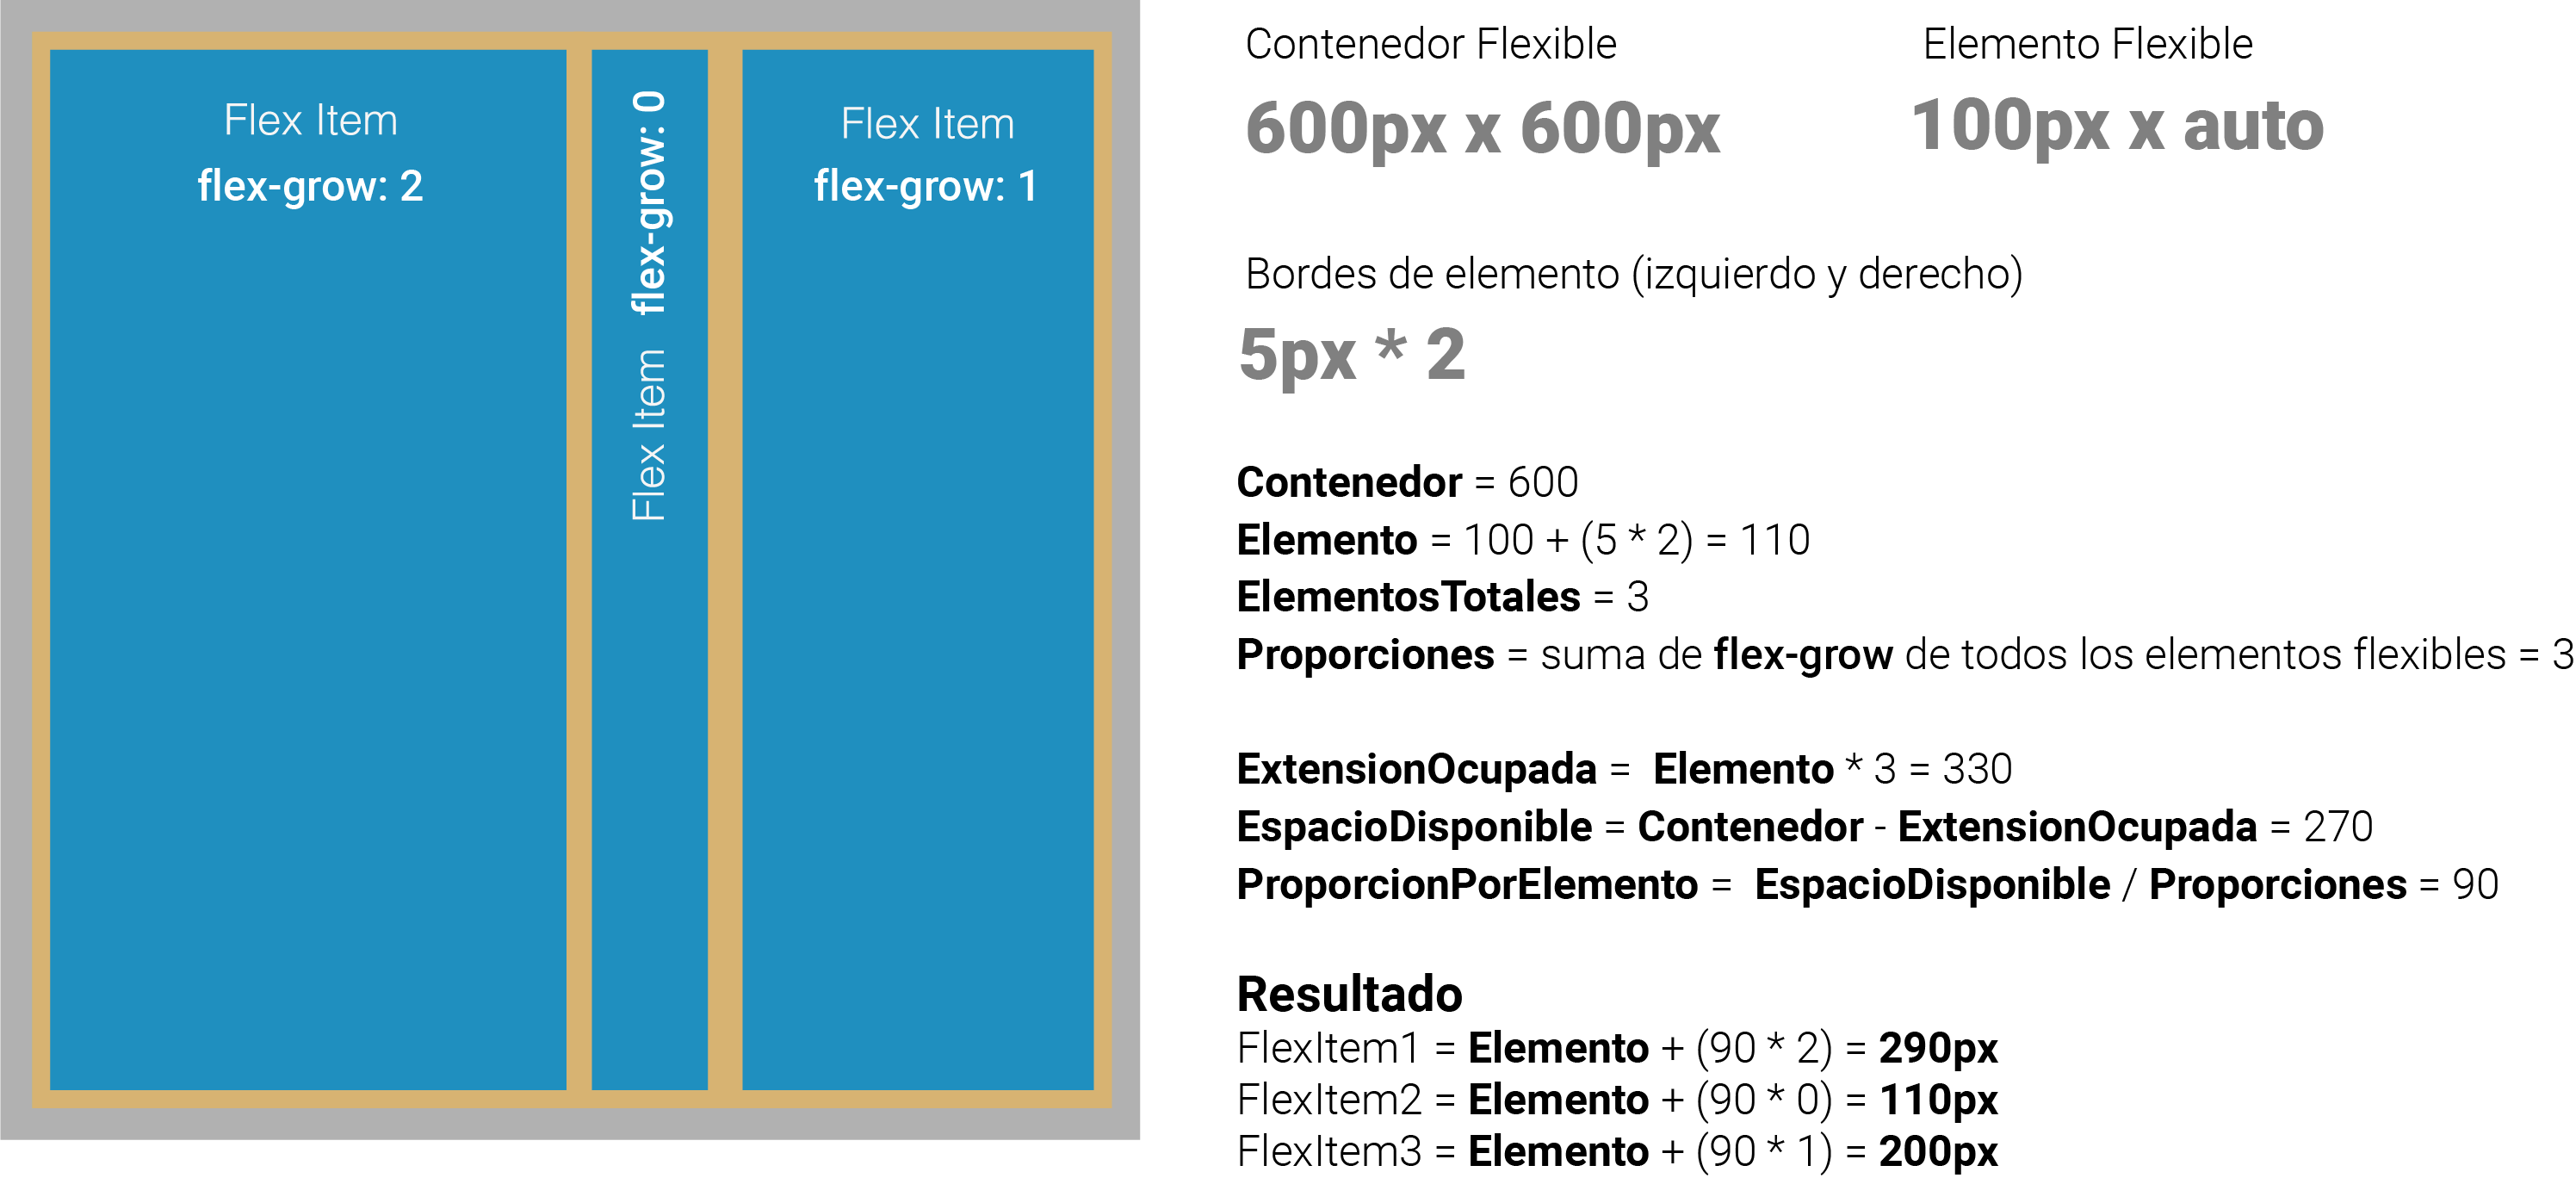 Flex Item
flex-grow: 2
Flex Item flex-grow: 0
Flex Item
flex-grow: 1
Contenedor Flexible
600px x 600px
Elemento Flexible
100px x auto
Bordes de elemento (izquierdo y derecho)
5px * 2
Contenedor = 600
Elemento = 100 + (5 * 2) = 110
ElementosTotales = 3
Proporciones = suma de flex-grow de todos los elementos flexibles = 3
ExtensionOcupada = Elemento * 3 = 330
EspacioDisponible = Contenedor - ExtensionOcupada = 270
ProporcionPorElemento = EspacioDisponible / Proporciones = 90
Resultado
FlexItem1 = Elemento + (90 * 2) = 290px
FlexItem2 = Elemento + (90 * 0) = 110px
FlexItem3 = Elemento + (90 * 1) = 200px